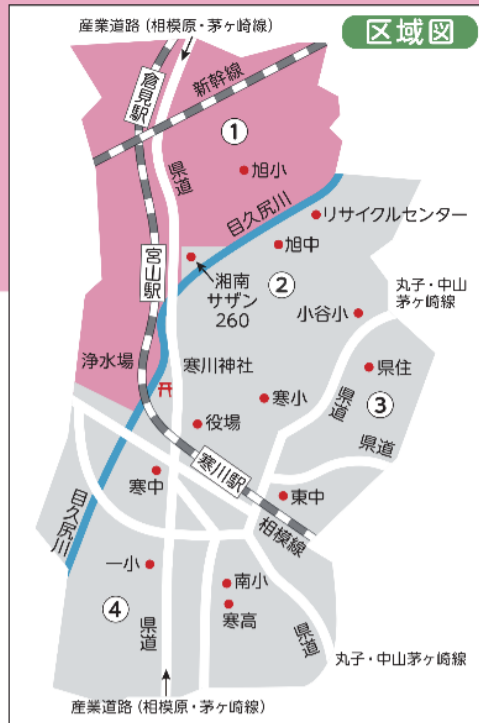 産業道路（相模原・茅ヶ崎線）
区域図
倉見駅
新幹線
①
県道
旭小
目久尻川
リサイクルセンター
旭中
宮山駅
湘南
サザン
260
②
丸子・中山
茅ヶ崎線
小谷小
浄水場
寒川神社
県住
県道
③
寒小
役場
県道
寒川駅
寒中
東中
目久尻川
相模線
一小
南小
④
寒高
県道
県道
丸子・中山茅ヶ崎線
産業道路（相模原・茅ヶ崎線）